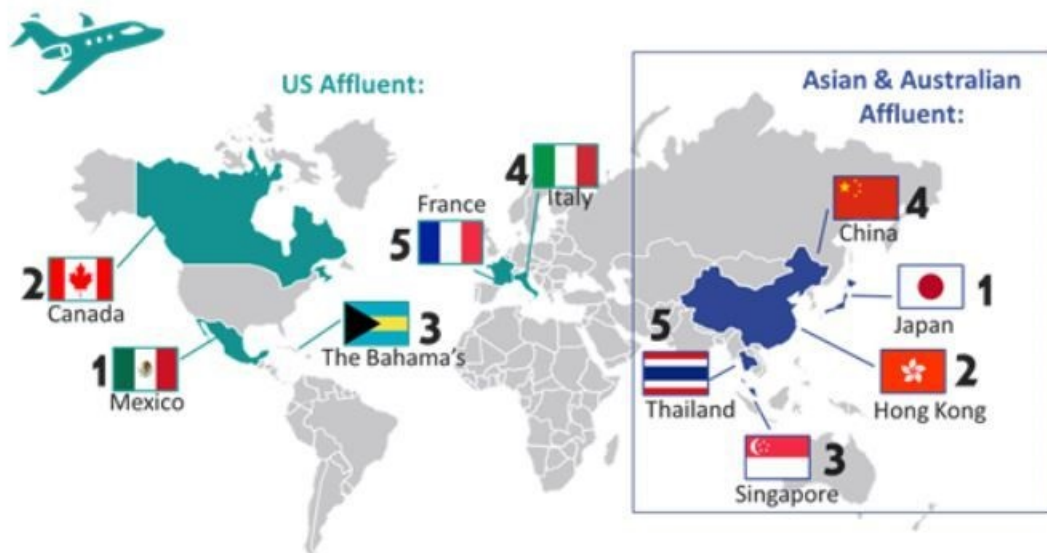 US Affluent:
Asian & Australian
Affluent:
4
Italy
France
5
4
China
2
Canada
1
Japan
3
The Bahama's
1
Mexico
5
Thailand
2
Hong Kong
3
Singapore